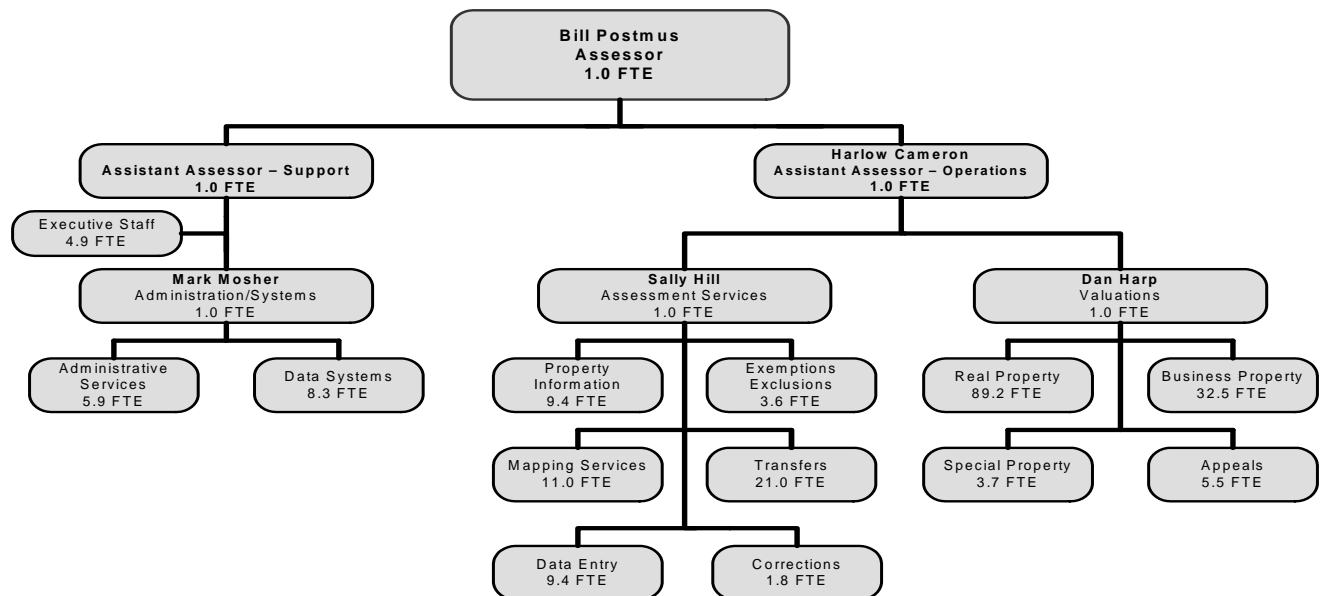 Bill Postmus
Assessor
1.0 FTE
Assistant Assessor – Support
1.0 FTE
Harlow Cameron
Assistant Assessor – Operations
1.0 FTE
Executive Staff
4.9 FTE
Mark Mosher
Administration/Systems
1.0 FTE
Sally Hill
Assessment Services
1.0 FTE
Dan Harp
Valuations
1.0 FTE
Administrative
Services
5.9 FTE
Data Systems
8.3 FTE
Property
Information
9.4 FTE
Exemptions
Exclusions
3.6 FTE
Real Property
89.2 FTE
Business Property
32.5 FTE
Mapping Services
11.0 FTE
Transfers
21.0 FTE
Special Property
3.7 FTE
Appeals
5.5 FTE
Data Entry
9.4 FTE
Corrections
1.8 FTE